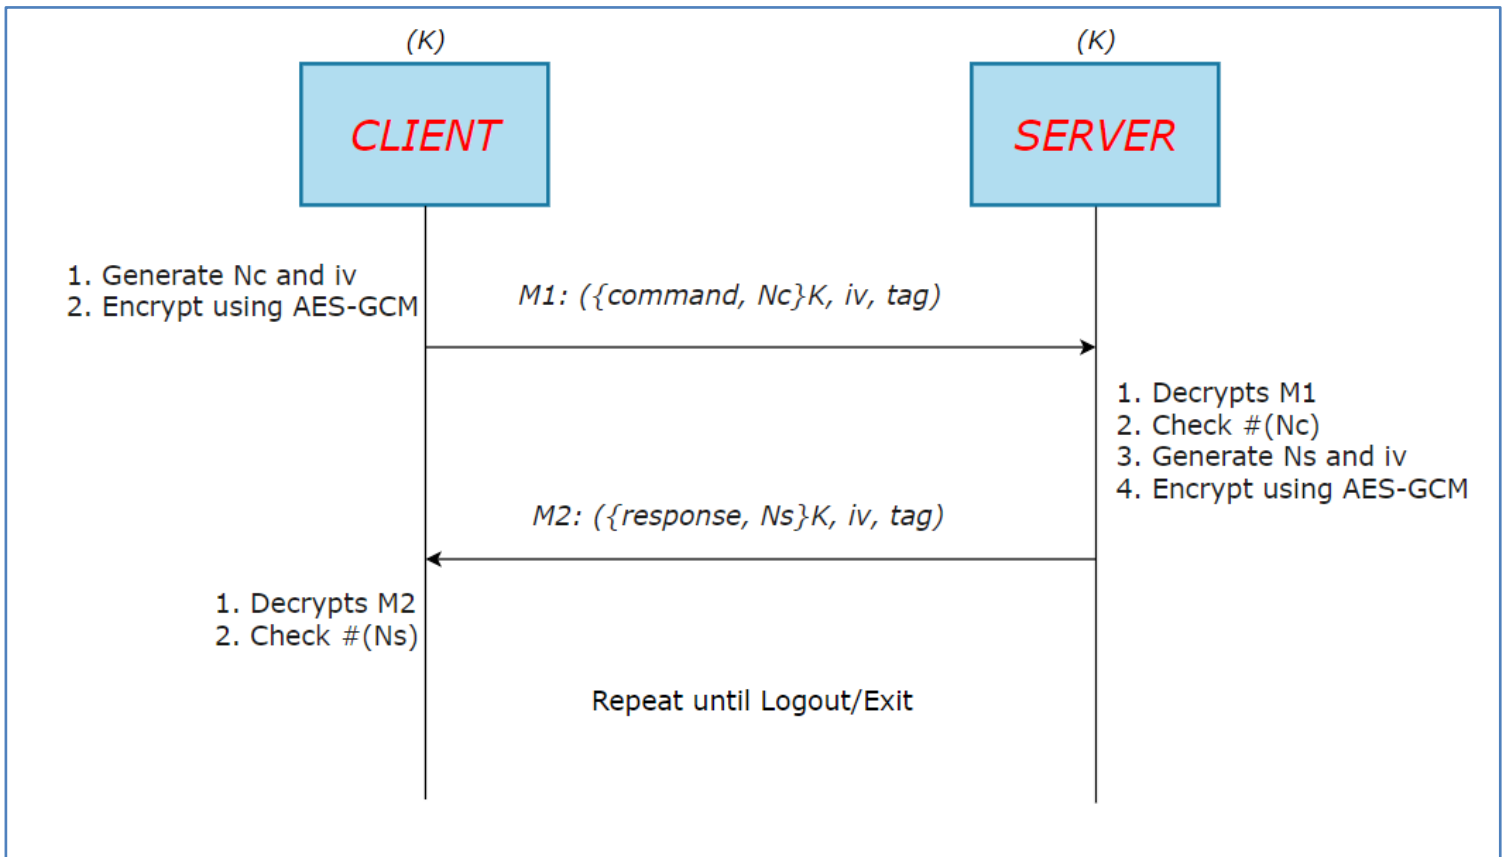 (K)
(K)
CLIENT
SERVER
1. Generate Nc and iv
2. Encrypt using AES-GCM
M1: ({command, Nc}K, iv, tag)
1. Decrypts M1
2. Check #(Nc)
3. Generate Ns and iv
4. Encrypt using AES-GCM
M2: ({response, Ns}K, iv, tag)
1. Decrypts M2
2. Check #(Ns)
Repeat until Logout/Exit